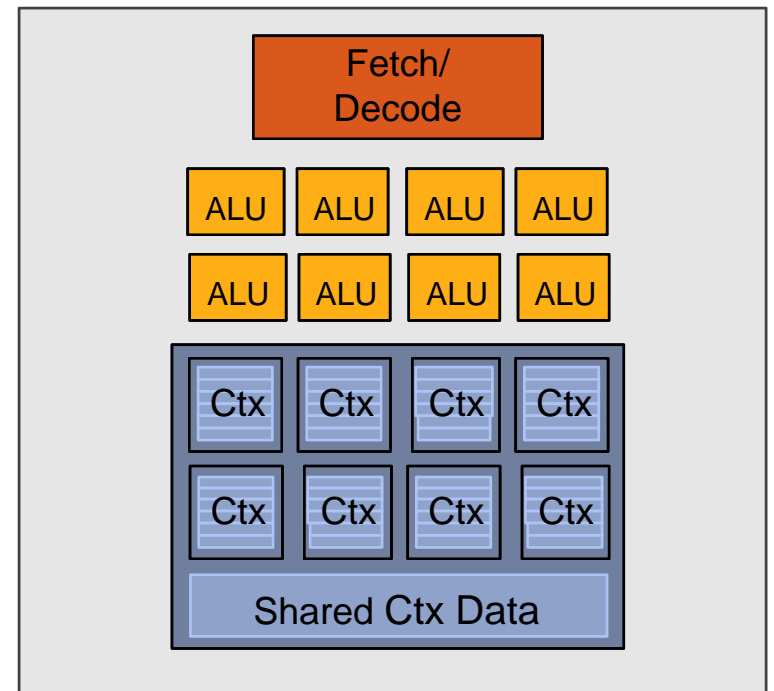 Fetch/
Decode
ALU ALU ALU ALU
ALU ALU ALU ALU
Ctx Ctx Ctx Ctx
Ctx Ctx Ctx Ctx
Shared Ctx Data